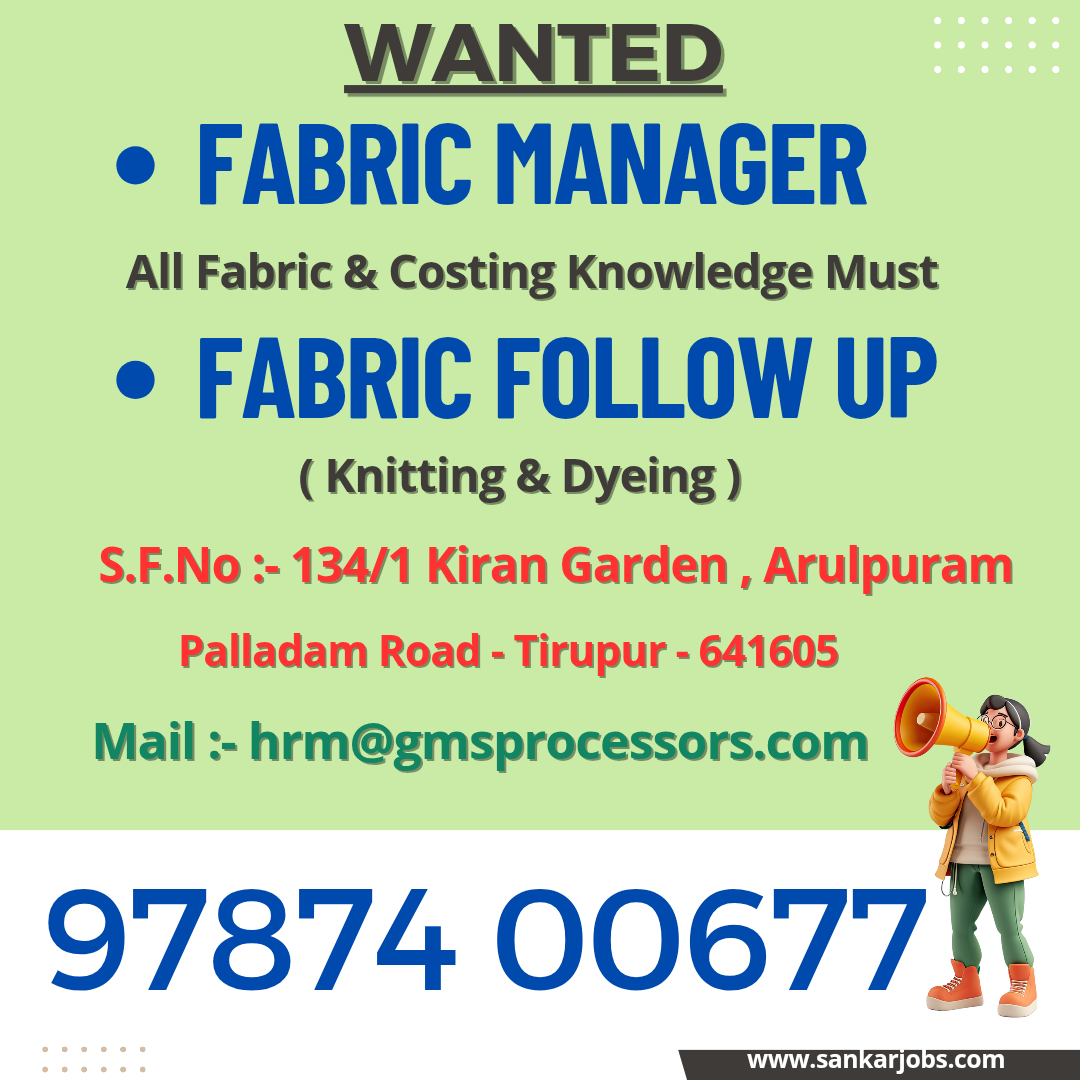 WANTED
• FABRIC MANAGER
All Fabric & Costing Knowledge Must
• FABRIC FOLLOW UP
( Knitting & Dyeing )
S.F.No :- 134/1 Kiran Garden , Arulpuram
Palladam Road - Tirupur - 641605
Mail :- hrm@gmsprocessors.com
97874 00677
www.sankarjobs.com